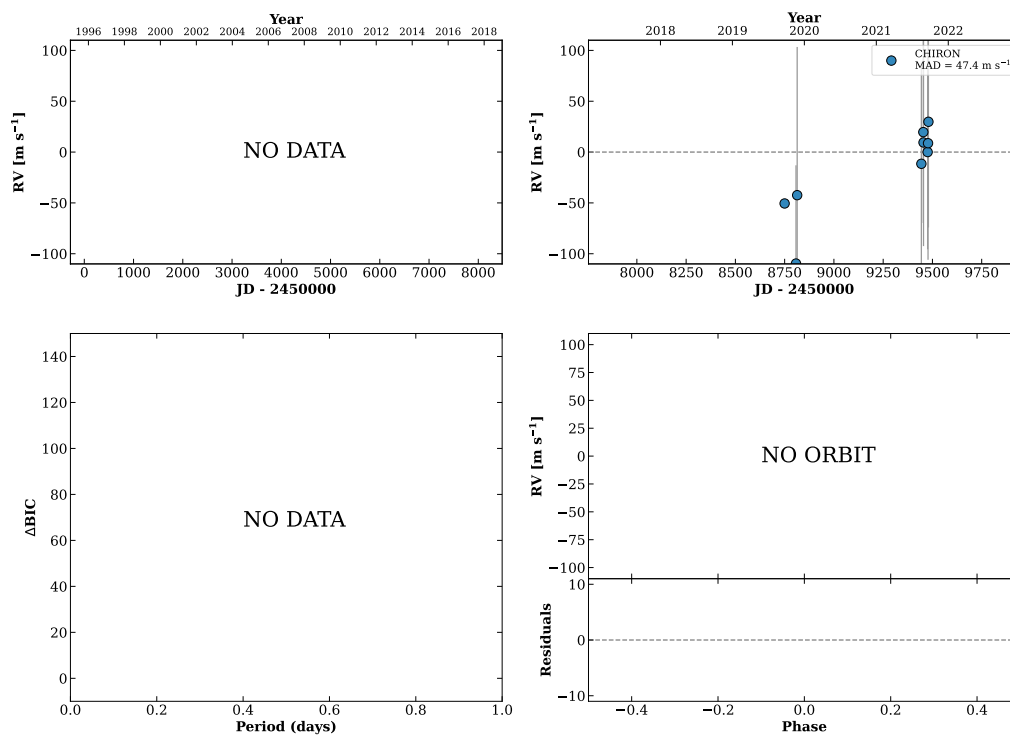 Year
1996 1998 2000 2002 2004 2006 2008 2010 2012 2014 2016 2018
RV [m s⁻¹]
100
50
0
−50
−100
NO DATA
0 1000 2000 3000 4000 5000 6000 7000 8000
JD - 2450000
Year
2018 2019 2020 2021 2022
RV [m s⁻¹]
100
50
0
−50
−100
CHIRON
MAD = 47.4 m s⁻¹
8000 8250 8500 8750 9000 9250 9500 9750
JD - 2450000
ΔBIC
140
120
100
80
60
40
20
0
NO DATA
0.0 0.2 0.4 0.6 0.8 1.0
Period (days)
RV [m s⁻¹]
100
75
50
25
0
−25
−50
−75
−100
NO ORBIT
Residuals
10
0
−10
−0.4 −0.2 0.0 0.2 0.4
Phase